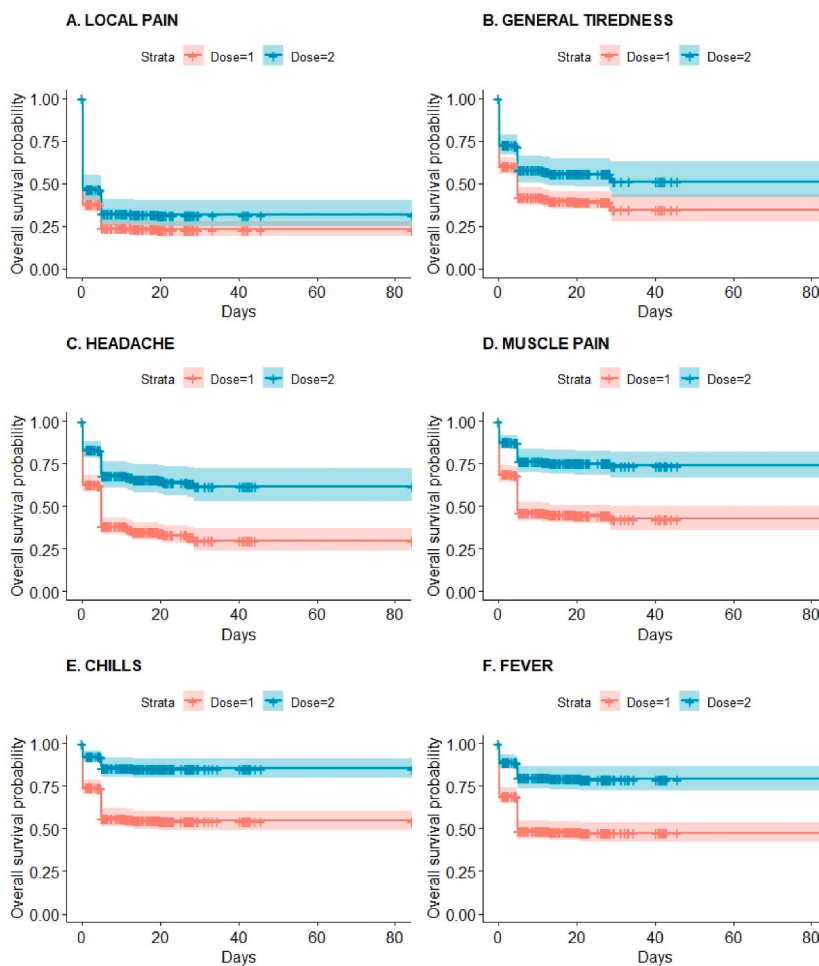 A. LOCAL PAIN
Strata Dose=1 Dose=2
Overall survival probability
1.00
0.75
0.50
0.25
0.00
0 20 40 60 80
Days
B. GENERAL TIREDNESS
Strata Dose=1 Dose=2
Overall survival probability
1.00
0.75
0.50
0.25
0.00
0 20 40 60 80
Days
C. HEADACHE
Strata Dose=1 Dose=2
Overall survival probability
1.00
0.75
0.50
0.25
0.00
0 20 40 60 80
Days
D. MUSCLE PAIN
Strata Dose=1 Dose=2
Overall survival probability
1.00
0.75
0.50
0.25
0.00
0 20 40 60 80
Days
E. CHILLS
Strata Dose=1 Dose=2
Overall survival probability
1.00
0.75
0.50
0.25
0.00
0 20 40 60 80
Days
F. FEVER
Strata Dose=1 Dose=2
Overall survival probability
1.00
0.75
0.50
0.25
0.00
0 20 40 60 80
Days